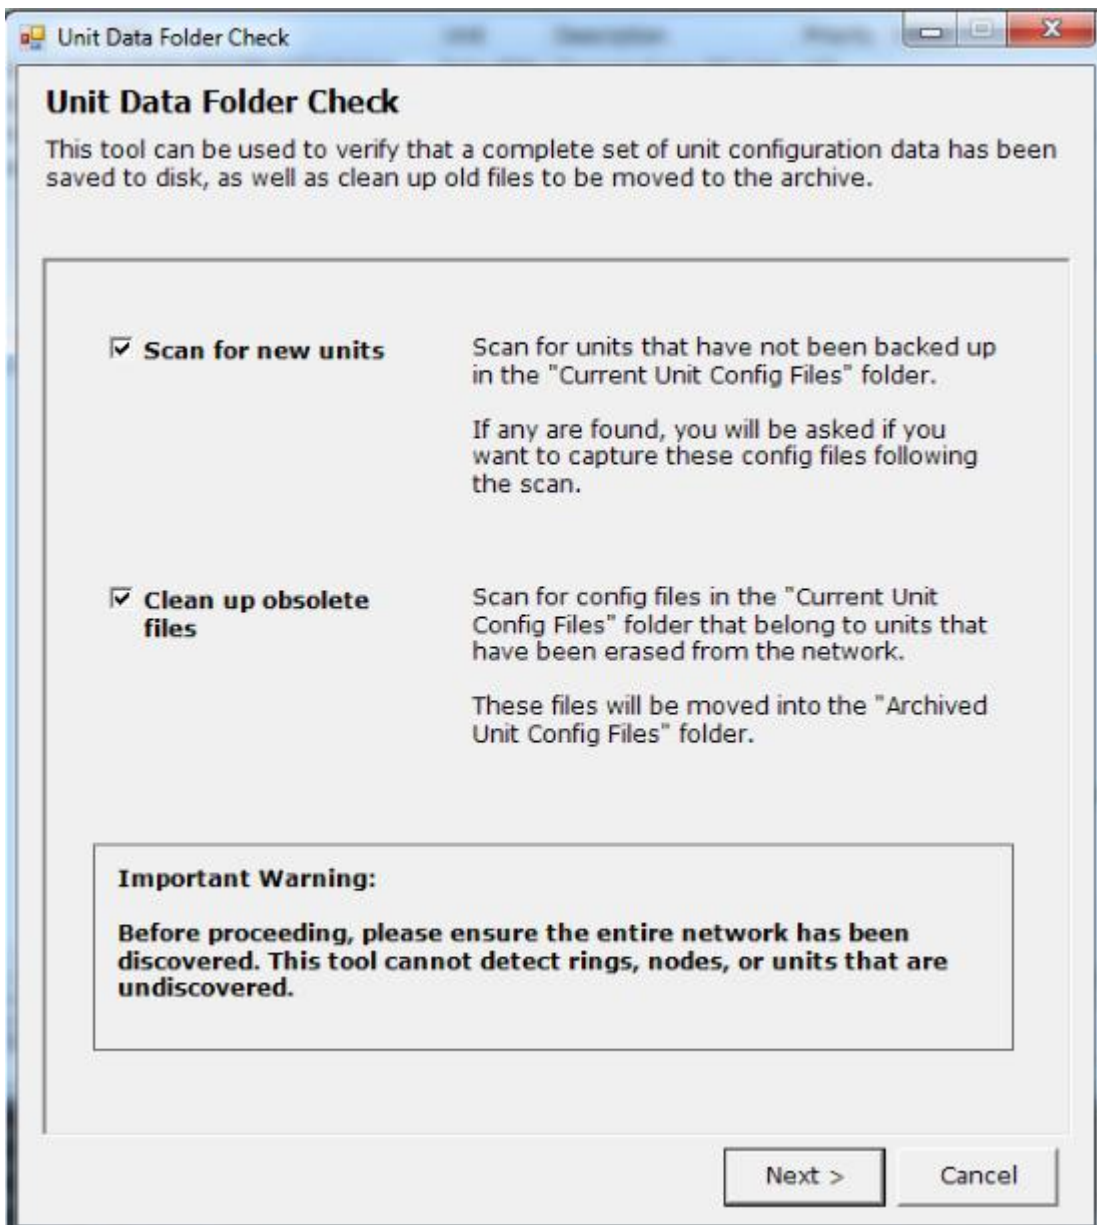 Unit Data Folder Check
Unit Data Folder Check
This tool can be used to verify that a complete set of unit configuration data has been
saved to disk, as well as clean up old files to be moved to the archive.
Scan for new units
Scan for units that have not been backed up
in the "Current Unit Config Files" folder.
If any are found, you will be asked if you
want to capture these config files following
the scan.
Clean up obsolete
files
Scan for config files in the "Current Unit
Config Files" folder that belong to units that
have been erased from the network.
These files will be moved into the "Archived
Unit Config Files" folder.
Important Warning:
Before proceeding, please ensure the entire network has been
discovered. This tool cannot detect rings, nodes, or units that are
undiscovered.
Next >
Cancel